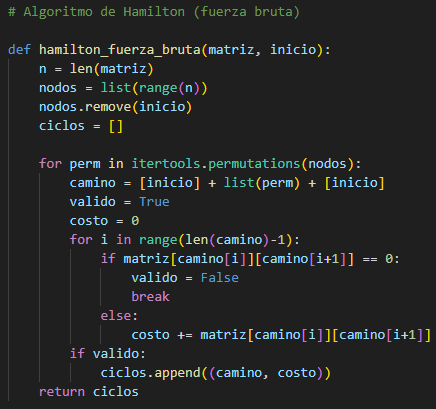 # Algoritmo de Hamilton (fuerza bruta)

def hamilton_fuerza_bruta(matriz, inicio):
    n = len(matriz)
    nodos = list(range(n))
    nodos.remove(inicio)
    ciclos = []

    for perm in itertools.permutations(nodos):
        camino = [inicio] + list(perm) + [inicio]
        valido = True
        costo = 0
        for i in range(len(camino)-1):
            if matriz[camino[i]][camino[i+1]] == 0:
                valido = False
                break
            else:
                costo += matriz[camino[i]][camino[i+1]]
        if valido:
            ciclos.append((camino, costo))
    return ciclos